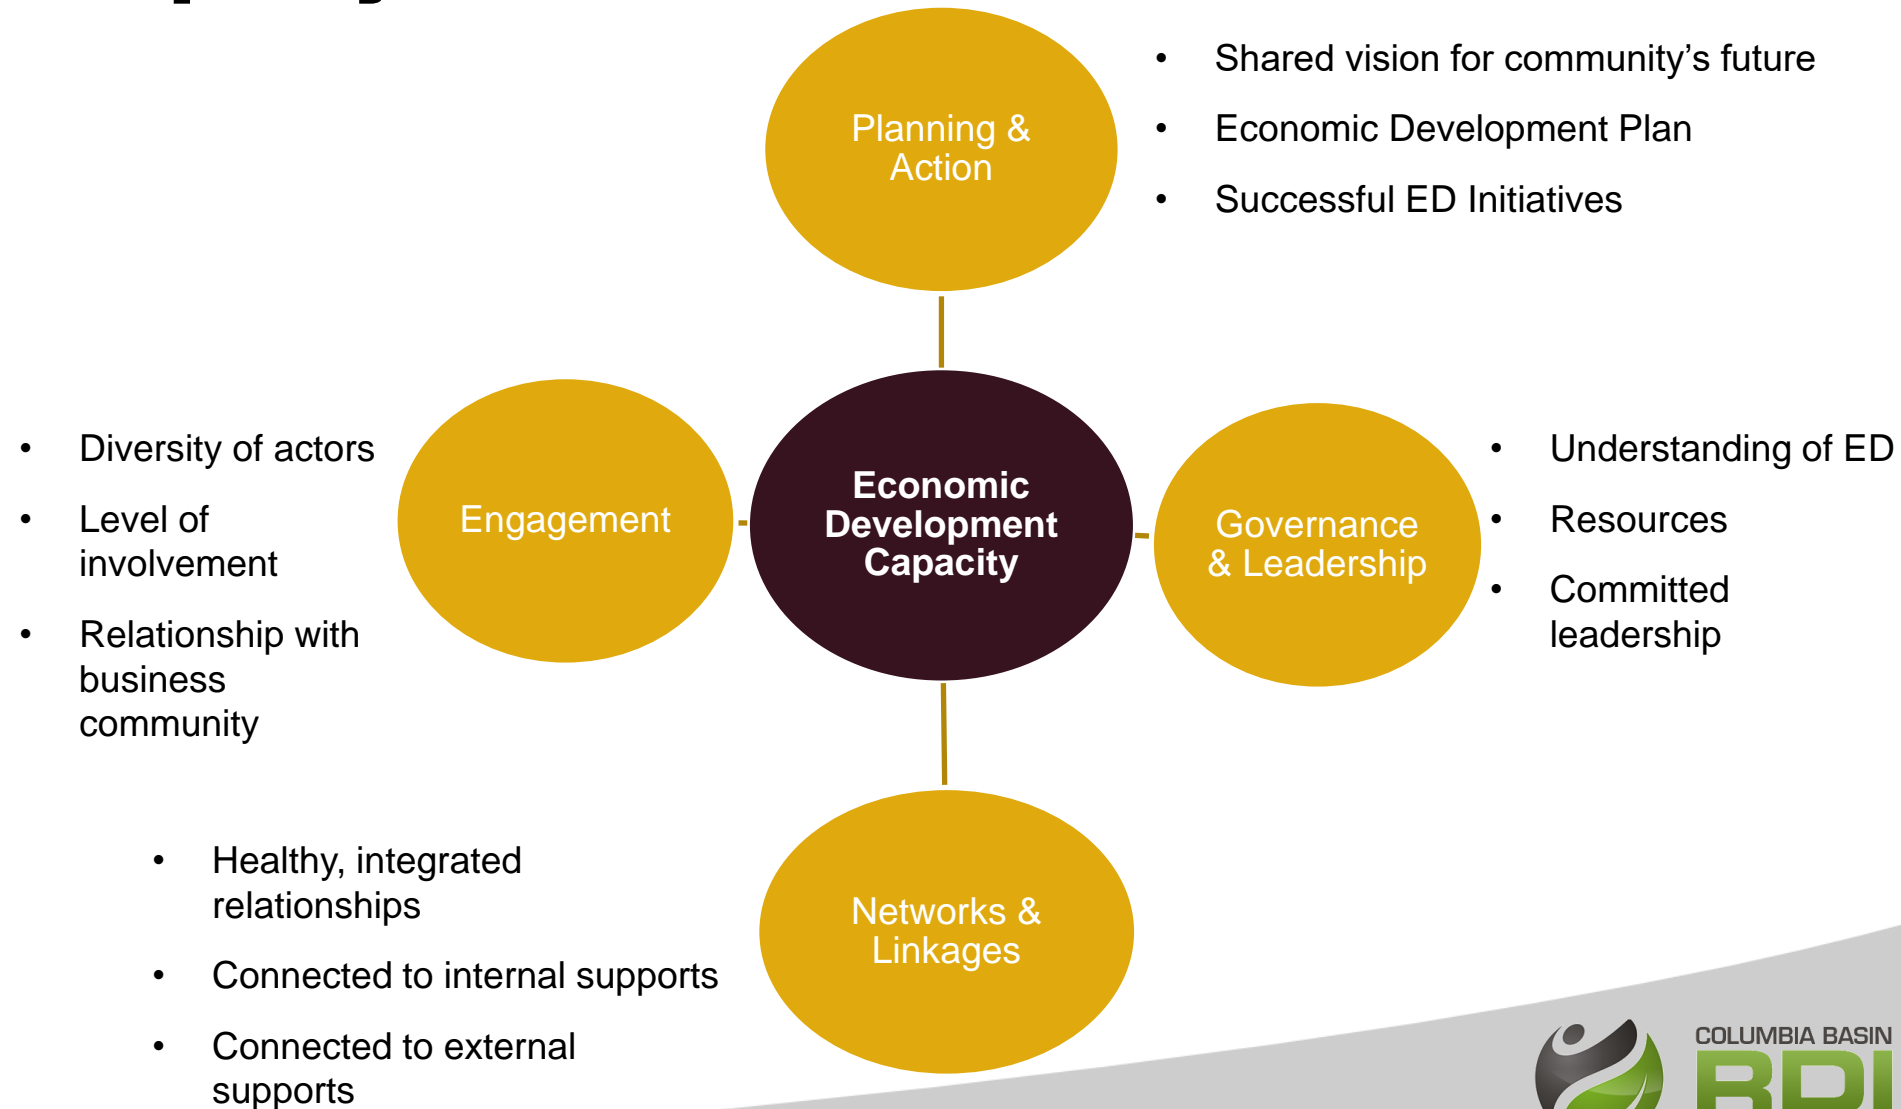 Planning &
Action
• Shared vision for community’s future
• Economic Development Plan
• Successful ED Initiatives
• Diversity of actors
• Level of
involvement
• Relationship with
business
community
Engagement
Economic
Development
Capacity
Governance
& Leadership
• Understanding of ED
• Resources
• Committed
leadership
• Healthy, integrated
relationships
• Connected to internal supports
• Connected to external
supports
Networks &
Linkages
COLUMBIA BASIN
RDI